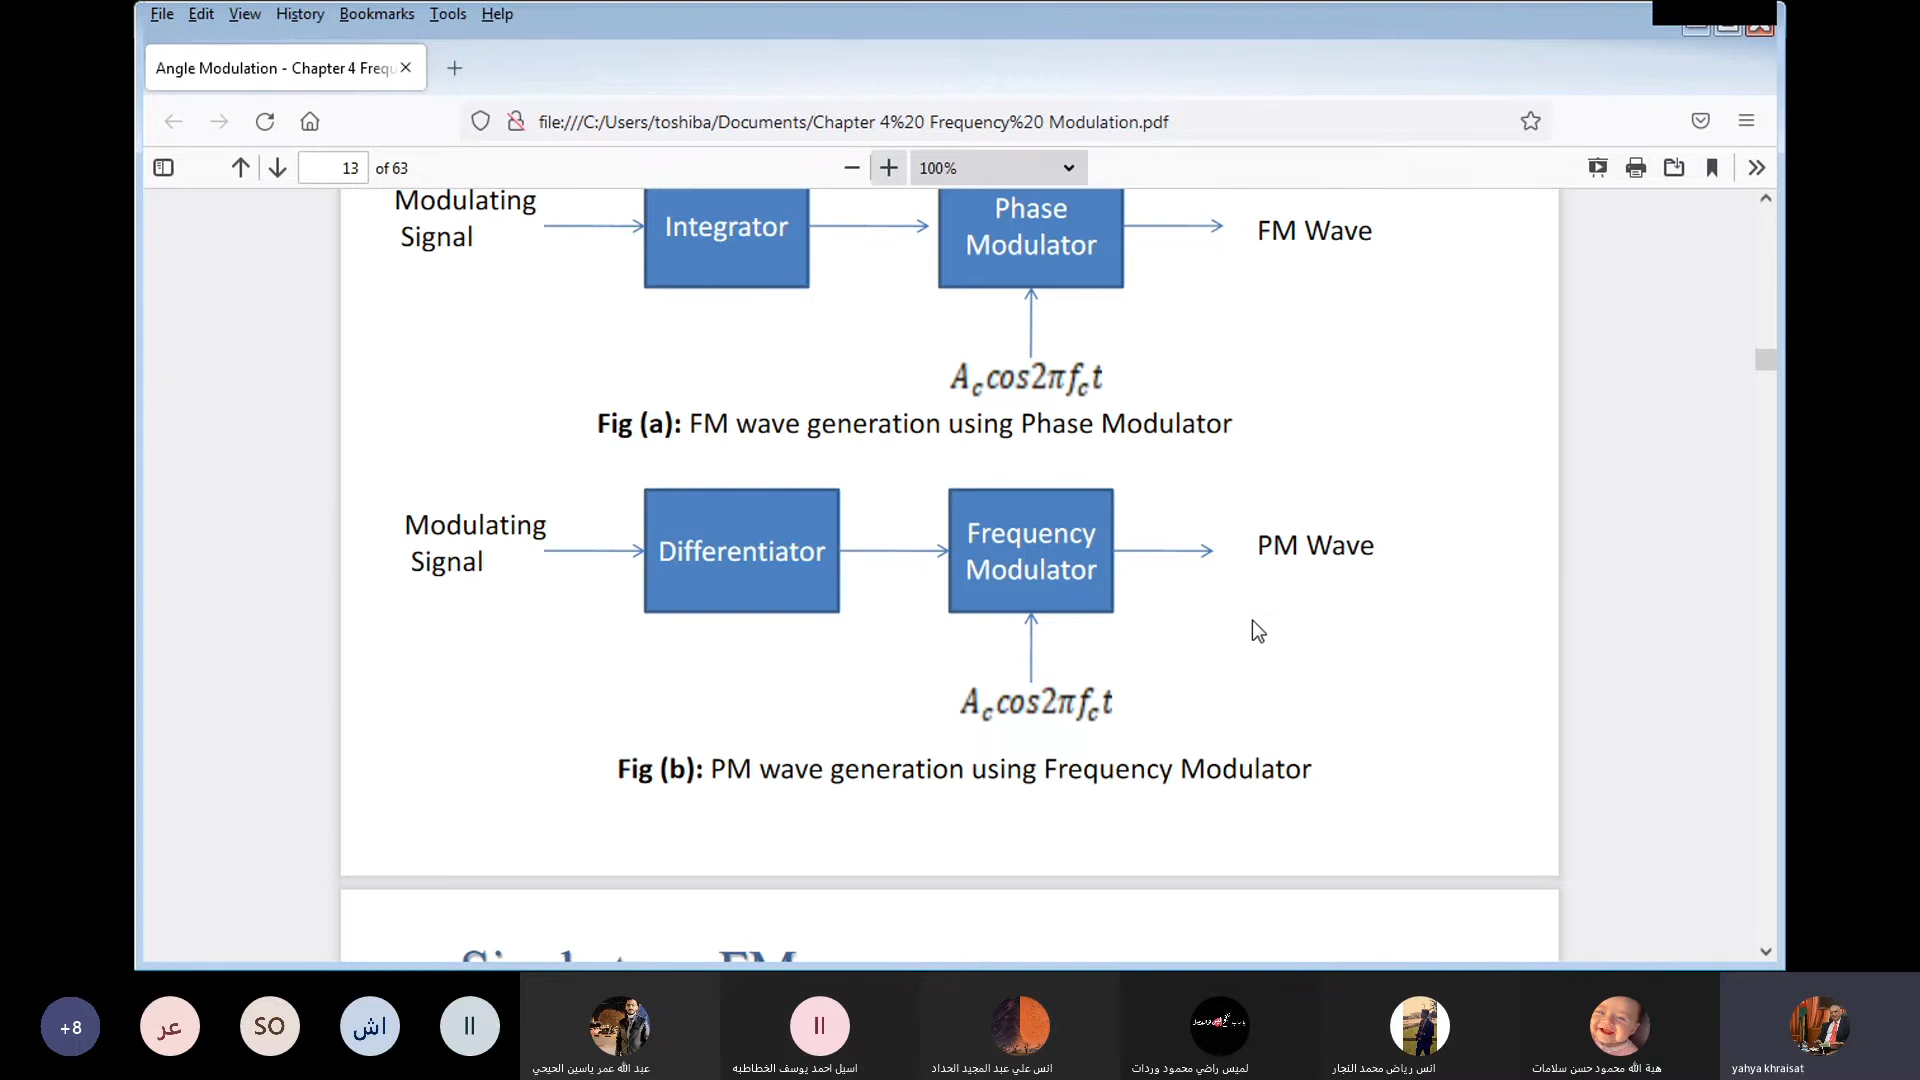 File Edit View History Bookmarks Tools Help
Angle Modulation - Chapter 4 Frequ
file:///C:/Users/toshiba/Documents/Chapter 4%20 Frequency%20 Modulation.pdf
13 of 63
100%
Modulating
Signal
Integrator
Phase
Modulator
FM Wave
A_c cos2πf_c t
Fig (a): FM wave generation using Phase Modulator
Modulating
Signal
Differentiator
Frequency
Modulator
PM Wave
A_c cos2πf_c t
Fig (b): PM wave generation using Frequency Modulator
+8
عر
SO
اش
اا
اا
عبد الله عمر ياسين الحيحي
اسيل احمد يوسف الخطاطبه
انس علي عبد المجيد الحداد
لميس راضي محمود وردات
انس رياض محمد النجار
هبة الله محمود حسن سلامات
yahya khraisat